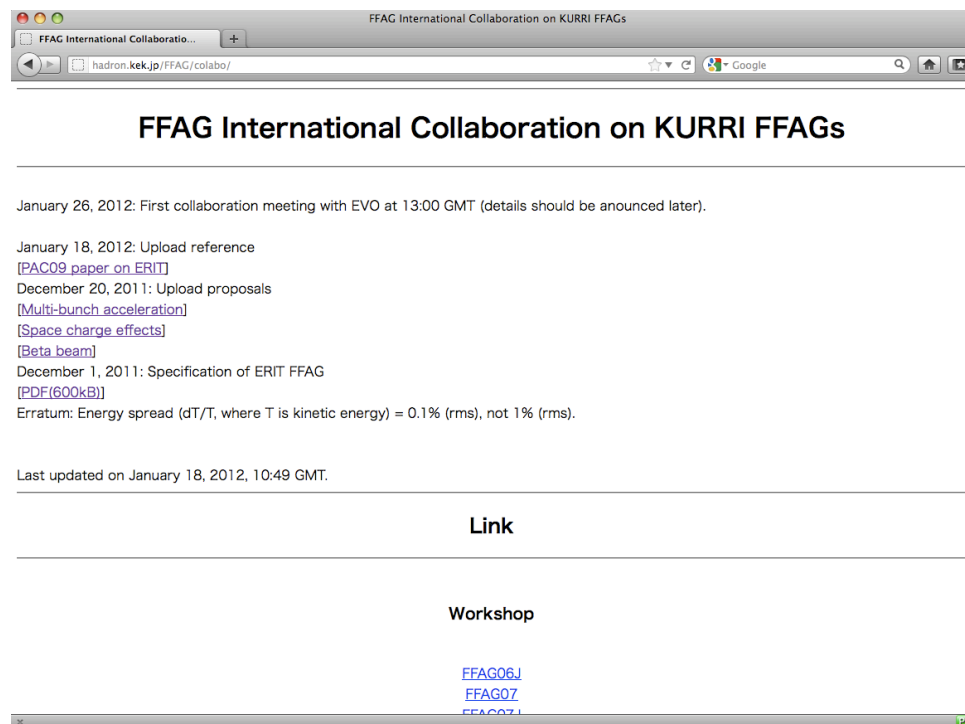 FFAG International Collaboration on KURRI FFAGs
FFAG International Collaboratio...
hadron.kek.jp/FFAG/colabo/
Google
FFAG International Collaboration on KURRI FFAGs
January 26, 2012: First collaboration meeting with EVO at 13:00 GMT (details should be anounced later).
January 18, 2012: Upload reference
[PAC09 paper on ERIT]
December 20, 2011: Upload proposals
[Multi-bunch acceleration]
[Space charge effects]
[Beta beam]
December 1, 2011: Specification of ERIT FFAG
[PDF(600kB)]
Erratum: Energy spread (dT/T, where T is kinetic energy) = 0.1% (rms), not 1% (rms).
Last updated on January 18, 2012, 10:49 GMT.
Link
Workshop
FFAG06J
FFAG07
FFAG07J